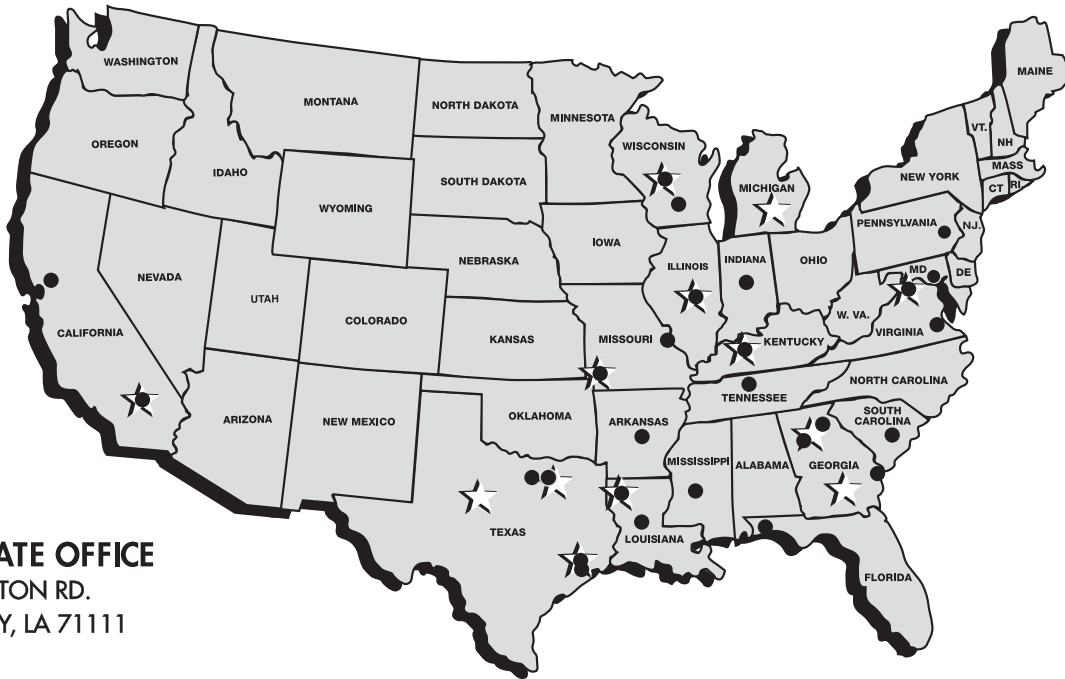 WASHINGTON
MONTANA
NORTH DAKOTA
MINNESOTA
MAINE
OREGON
IDAHO
SOUTH DAKOTA
WISCONSIN
MICHIGAN
NEW YORK
VT.
NH
MASS
CT
RI.
WYOMING
IOWA
NEBRASKA
ILLINOIS
INDIANA
OHIO
PENNSYLVANIA
NJ.
MD
DE
NEVADA
UTAH
COLORADO
KANSAS
MISSOURI
W. VA.
VIRGINIA
KENTUCKY
CALIFORNIA
ARIZONA
NEW MEXICO
OKLAHOMA
ARKANSAS
TENNESSEE
NORTH CAROLINA
SOUTH
CAROLINA
MISSISSIPPI
ALABAMA
GEORGIA
TEXAS
LOUISIANA
FLORIDA
ATE OFFICE
TON RD.
Y, LA 71111